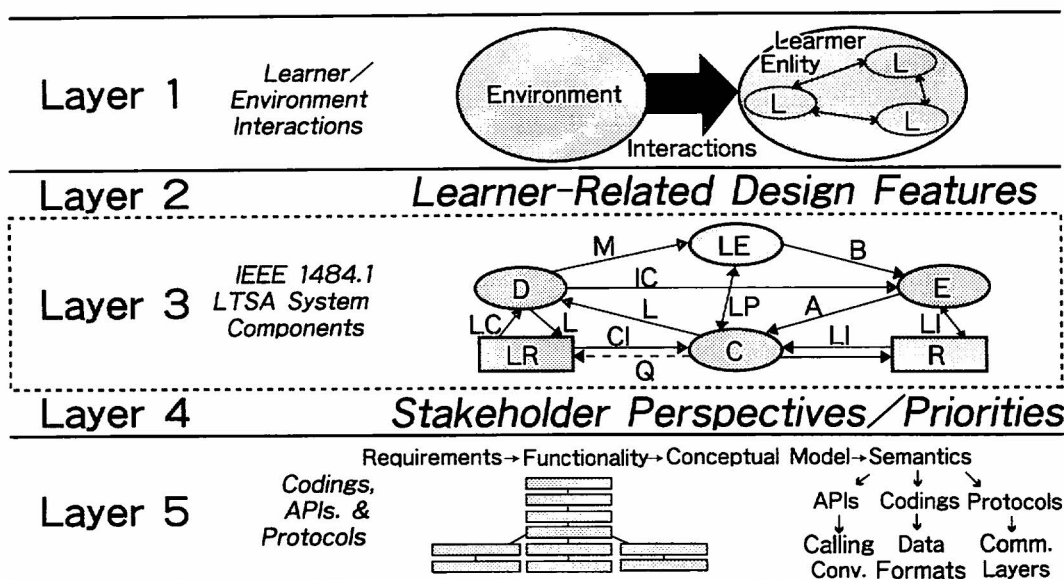 Layer 1
Learner/
Environment
Interactions
Environment
Interactions
Learmer
Enlity
L
L
L
Layer 2
Learner-Related Design Features
Layer 3
IEEE 1484.1
LTSA System
Components
M
LE
B
D
IC
E
LC
L
L
LP
A
LI
LR
CI
Q
C
LI
R
Layer 4
Stakeholder Perspectives/Priorities
Layer 5
Codings,
APIs. &
Protocols
Requirements→Functionality→Conceptual Model→Semantics
APIs Codings Protocols
Calling Data Comm.
Conv. Formats Layers